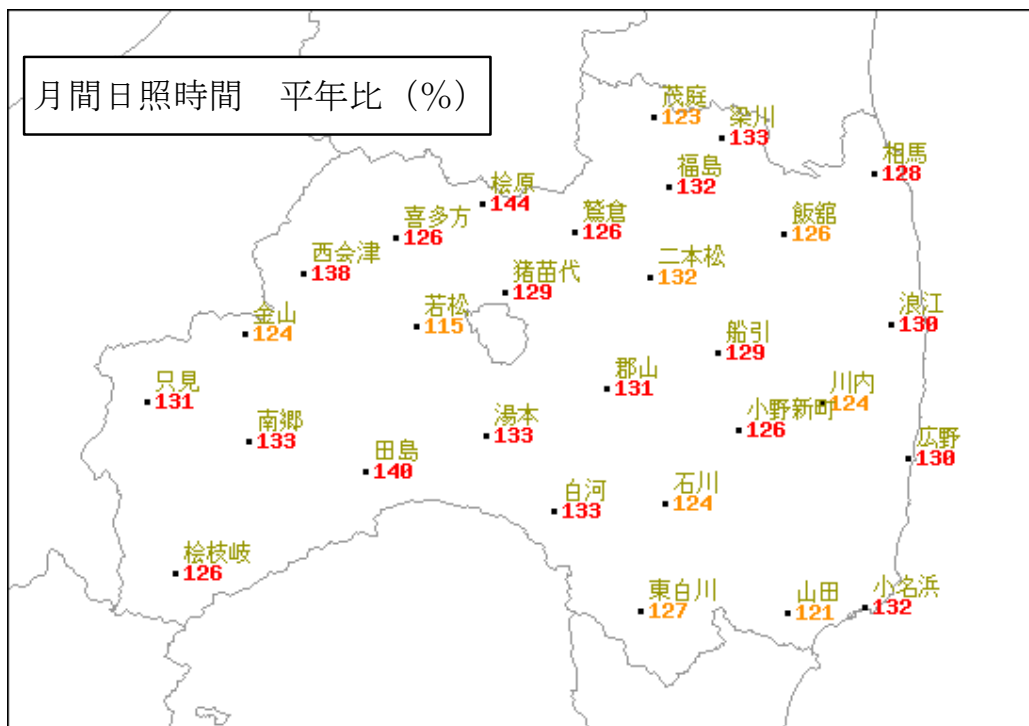 月間日照時間　平年比（%）
茂庭
123
梁川
133
相馬
128
福島
132
桧原
144
鷲倉
126
飯舘
126
喜多方
126
西会津
138
猪苗代
129
二本松
132
金山
124
若松
115
浪江
130
船引
129
只見
131
郡山
131
川内
124
南郷
133
湯本
133
小野新町
126
広野
130
田島
140
白河
133
石川
124
桧枝岐
126
東白川
127
山田
121
小名浜
132